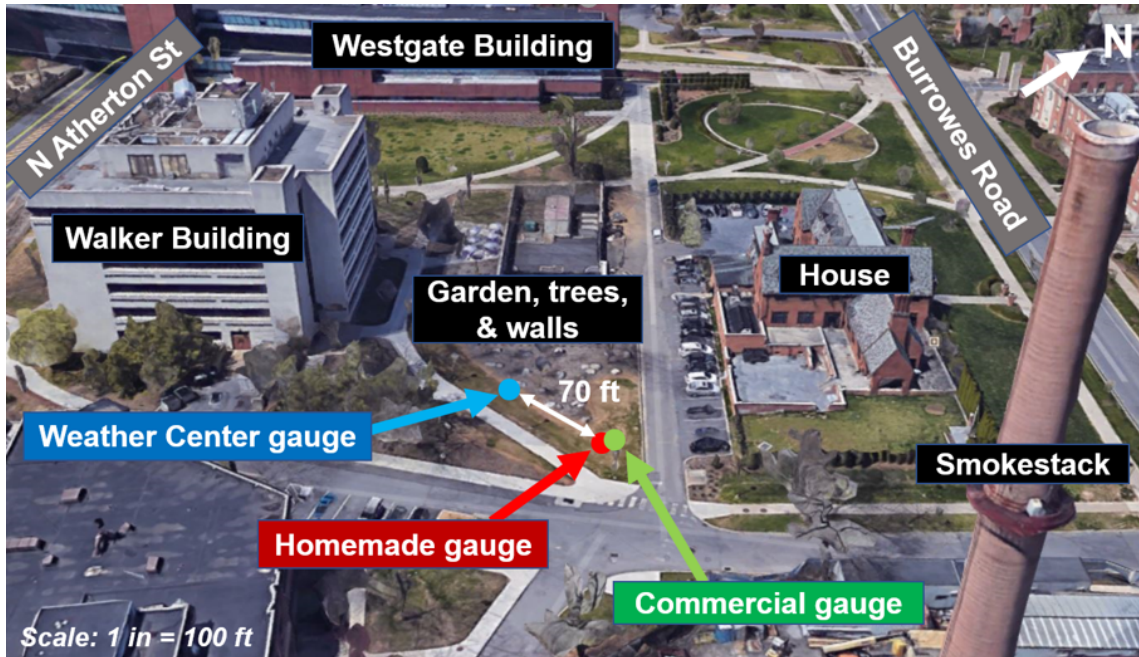 Westgate Building
N Atherton St
Burrowes Road
N
Walker Building
House
Garden, trees,
& walls
70 ft
Weather Center gauge
Smokestack
Homemade gauge
Commercial gauge
Scale: 1 in = 100 ft